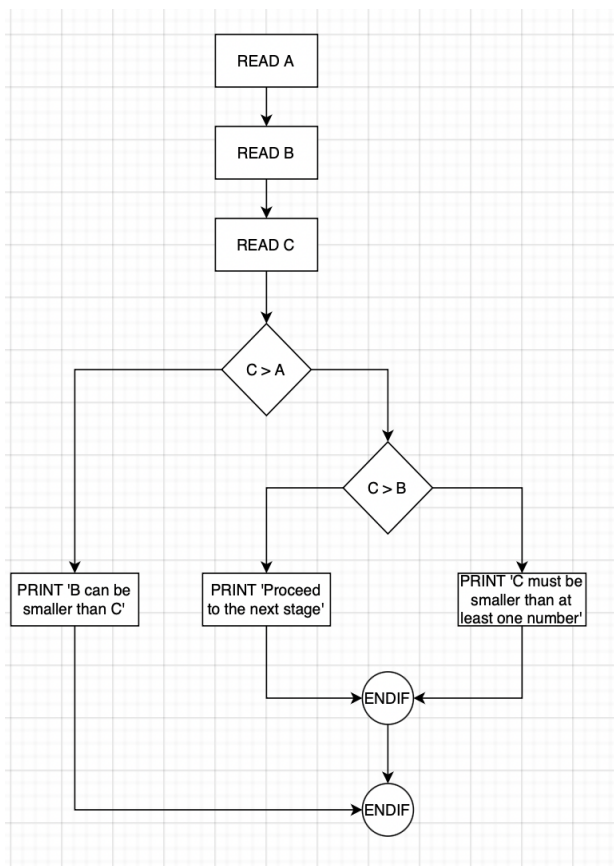 READ A
READ B
READ C
C > A
C > B
PRINT 'B can be
smaller than C'
PRINT 'Proceed
to the next stage'
PRINT 'C must be
smaller than at
least one number'
ENDIF
ENDIF